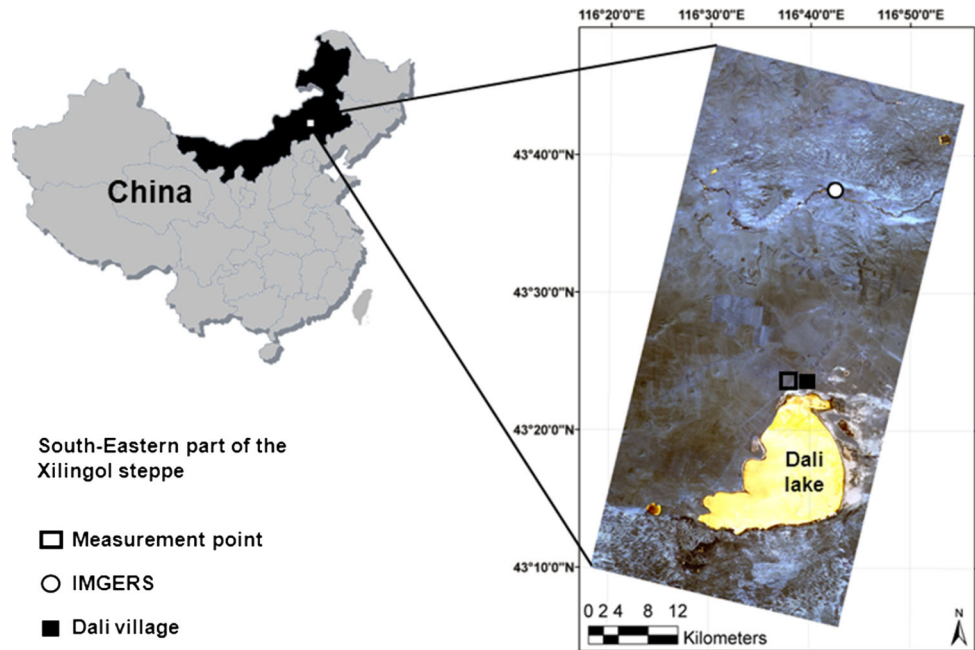 116°20'0"E 116°30'0"E 116°40'0"E 116°50'0"E
43°40'0"N
China
43°30'0"N
43°20'0"N
Dali
lake
South-Eastern part of the
Xilingol steppe
Measurement point
IMGERS
Dali village
43°10'0"N
0 2 4 8 12
Kilometers
N